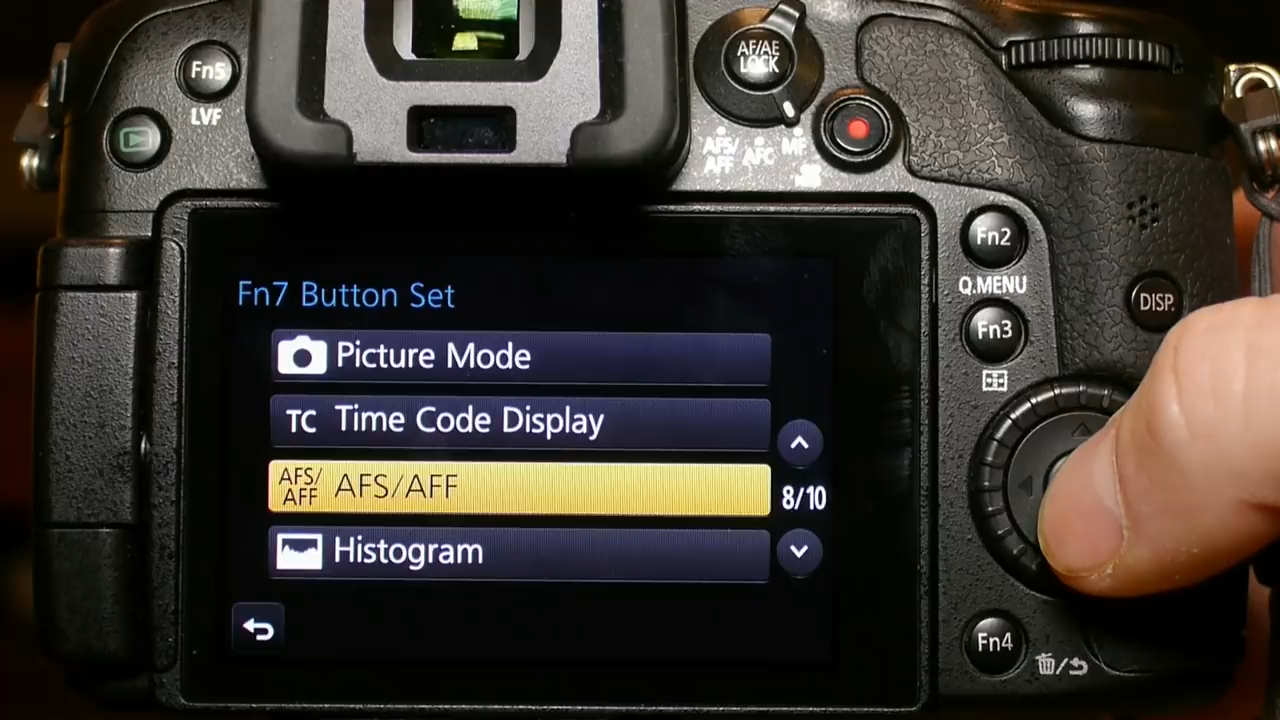 Fn5
LVF
AF/AE
LOCK
AFS/
AFF
AFC
MF
Fn2
Q.MENU
Fn3
DISP.
Fn7 Button Set
Picture Mode
TC Time Code Display
AFS/
AFF
AFS/AFF
8/10
Histogram
Fn4